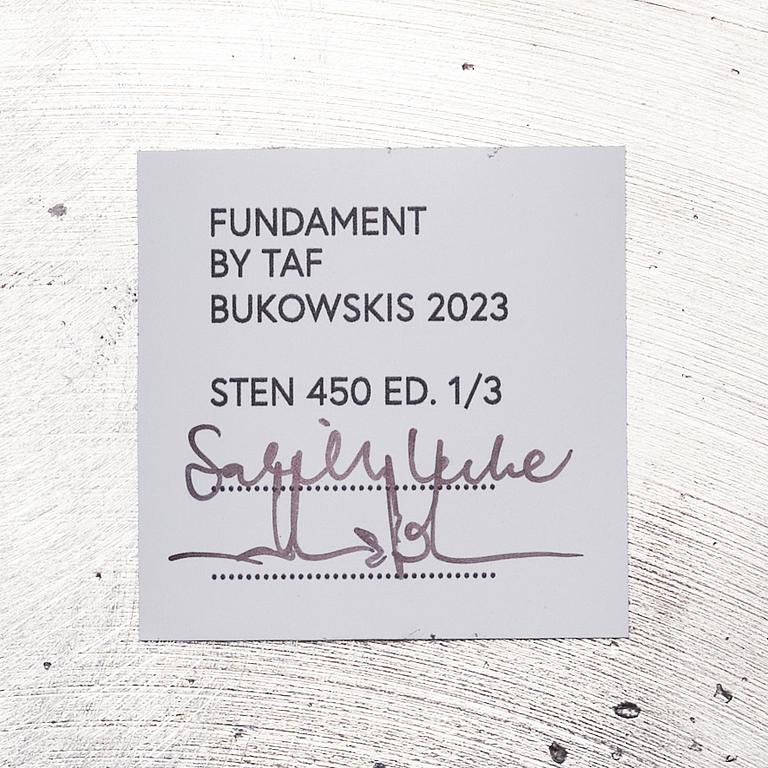 FUNDAMENT
BY TAF
BUKOWSKIS 2023
STEN 450 ED. 1/3